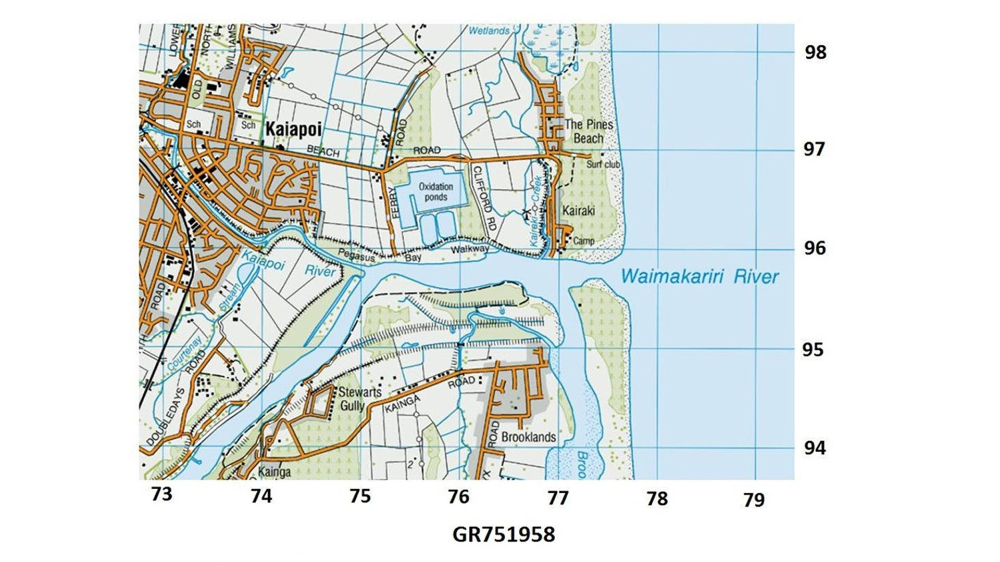 LOWER
NORTH
WILLIAMS
Wetlands
98
OLD
Sch
Sch
Kaiapoi
ROAD
The Pines
Beach
BEACH
ROAD
97
Surf club
Oxidation
ponds
FERRY
CLIFFORD RD
Kairaki Creek
Kairaki
Camp
96
Pegasus
Bay
Walkway
Kaiapoi
River
Waimakariri River
ROAD
Stream
Courtenay
TH
95
ROAD
DOUBLEDAYS
Stewarts
Gully
KAINGA
ROAD
ROAD
Brooklands
94
2
Kainga
Broo
73
74
75
76
77
78
79
GR751958